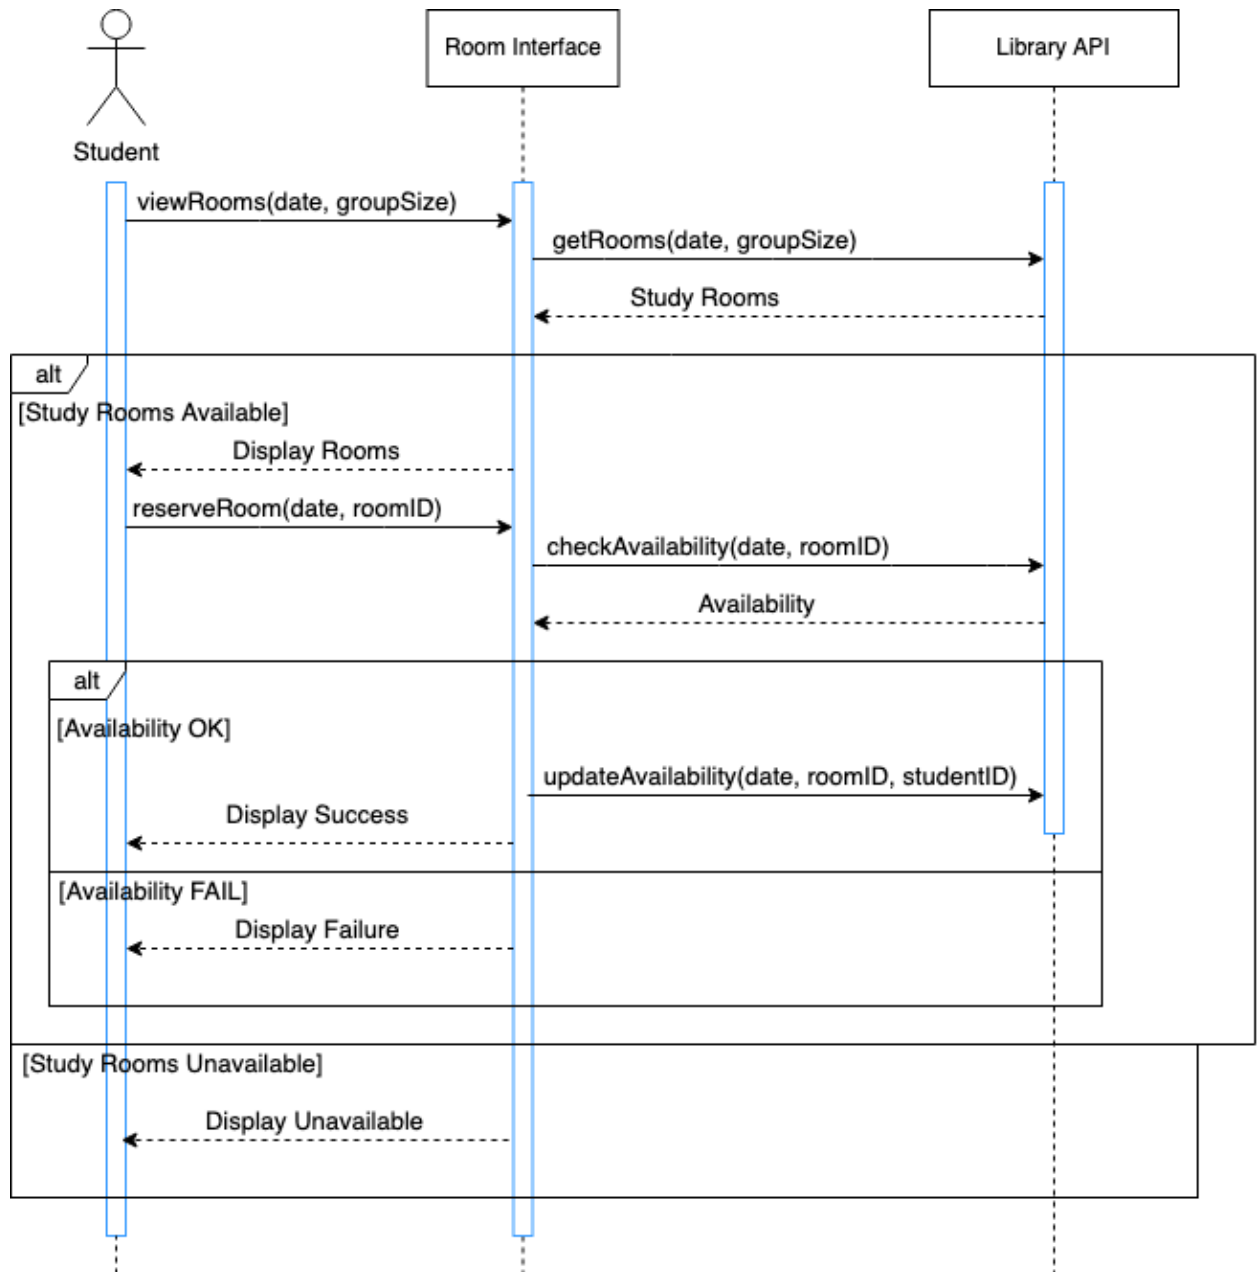 Room Interface
Library API
Student
viewRooms(date, groupSize)
getRooms(date, groupSize)
Study Rooms
alt
[Study Rooms Available]
Display Rooms
reserveRoom(date, roomID)
checkAvailability(date, roomID)
Availability
alt
[Availability OK]
updateAvailability(date, roomID, studentID)
Display Success
[Availability FAIL]
Display Failure
[Study Rooms Unavailable]
Display Unavailable